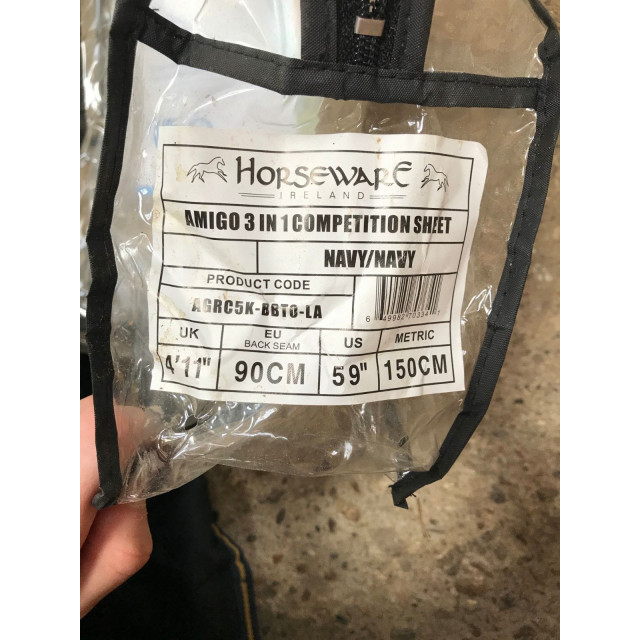 HORSEWARE
IRELAND
AMIGO 3 IN 1 COMPETITION SHEET
NAVY/NAVY
PRODUCT CODE
AGRC5K-BBT0-LA
UK
EU
BACK SEAM
US
METRIC
4'11"
90CM
5'9"
150CM